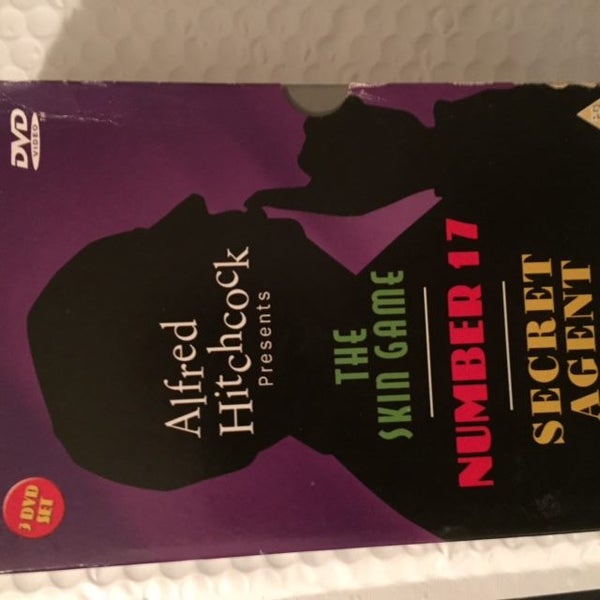 DVD
VIDEO
3 DVD
SET
Alfred
Hitchcock
Presents
THE
SKIN GAME
NUMBER 17
SECRET
AGENT